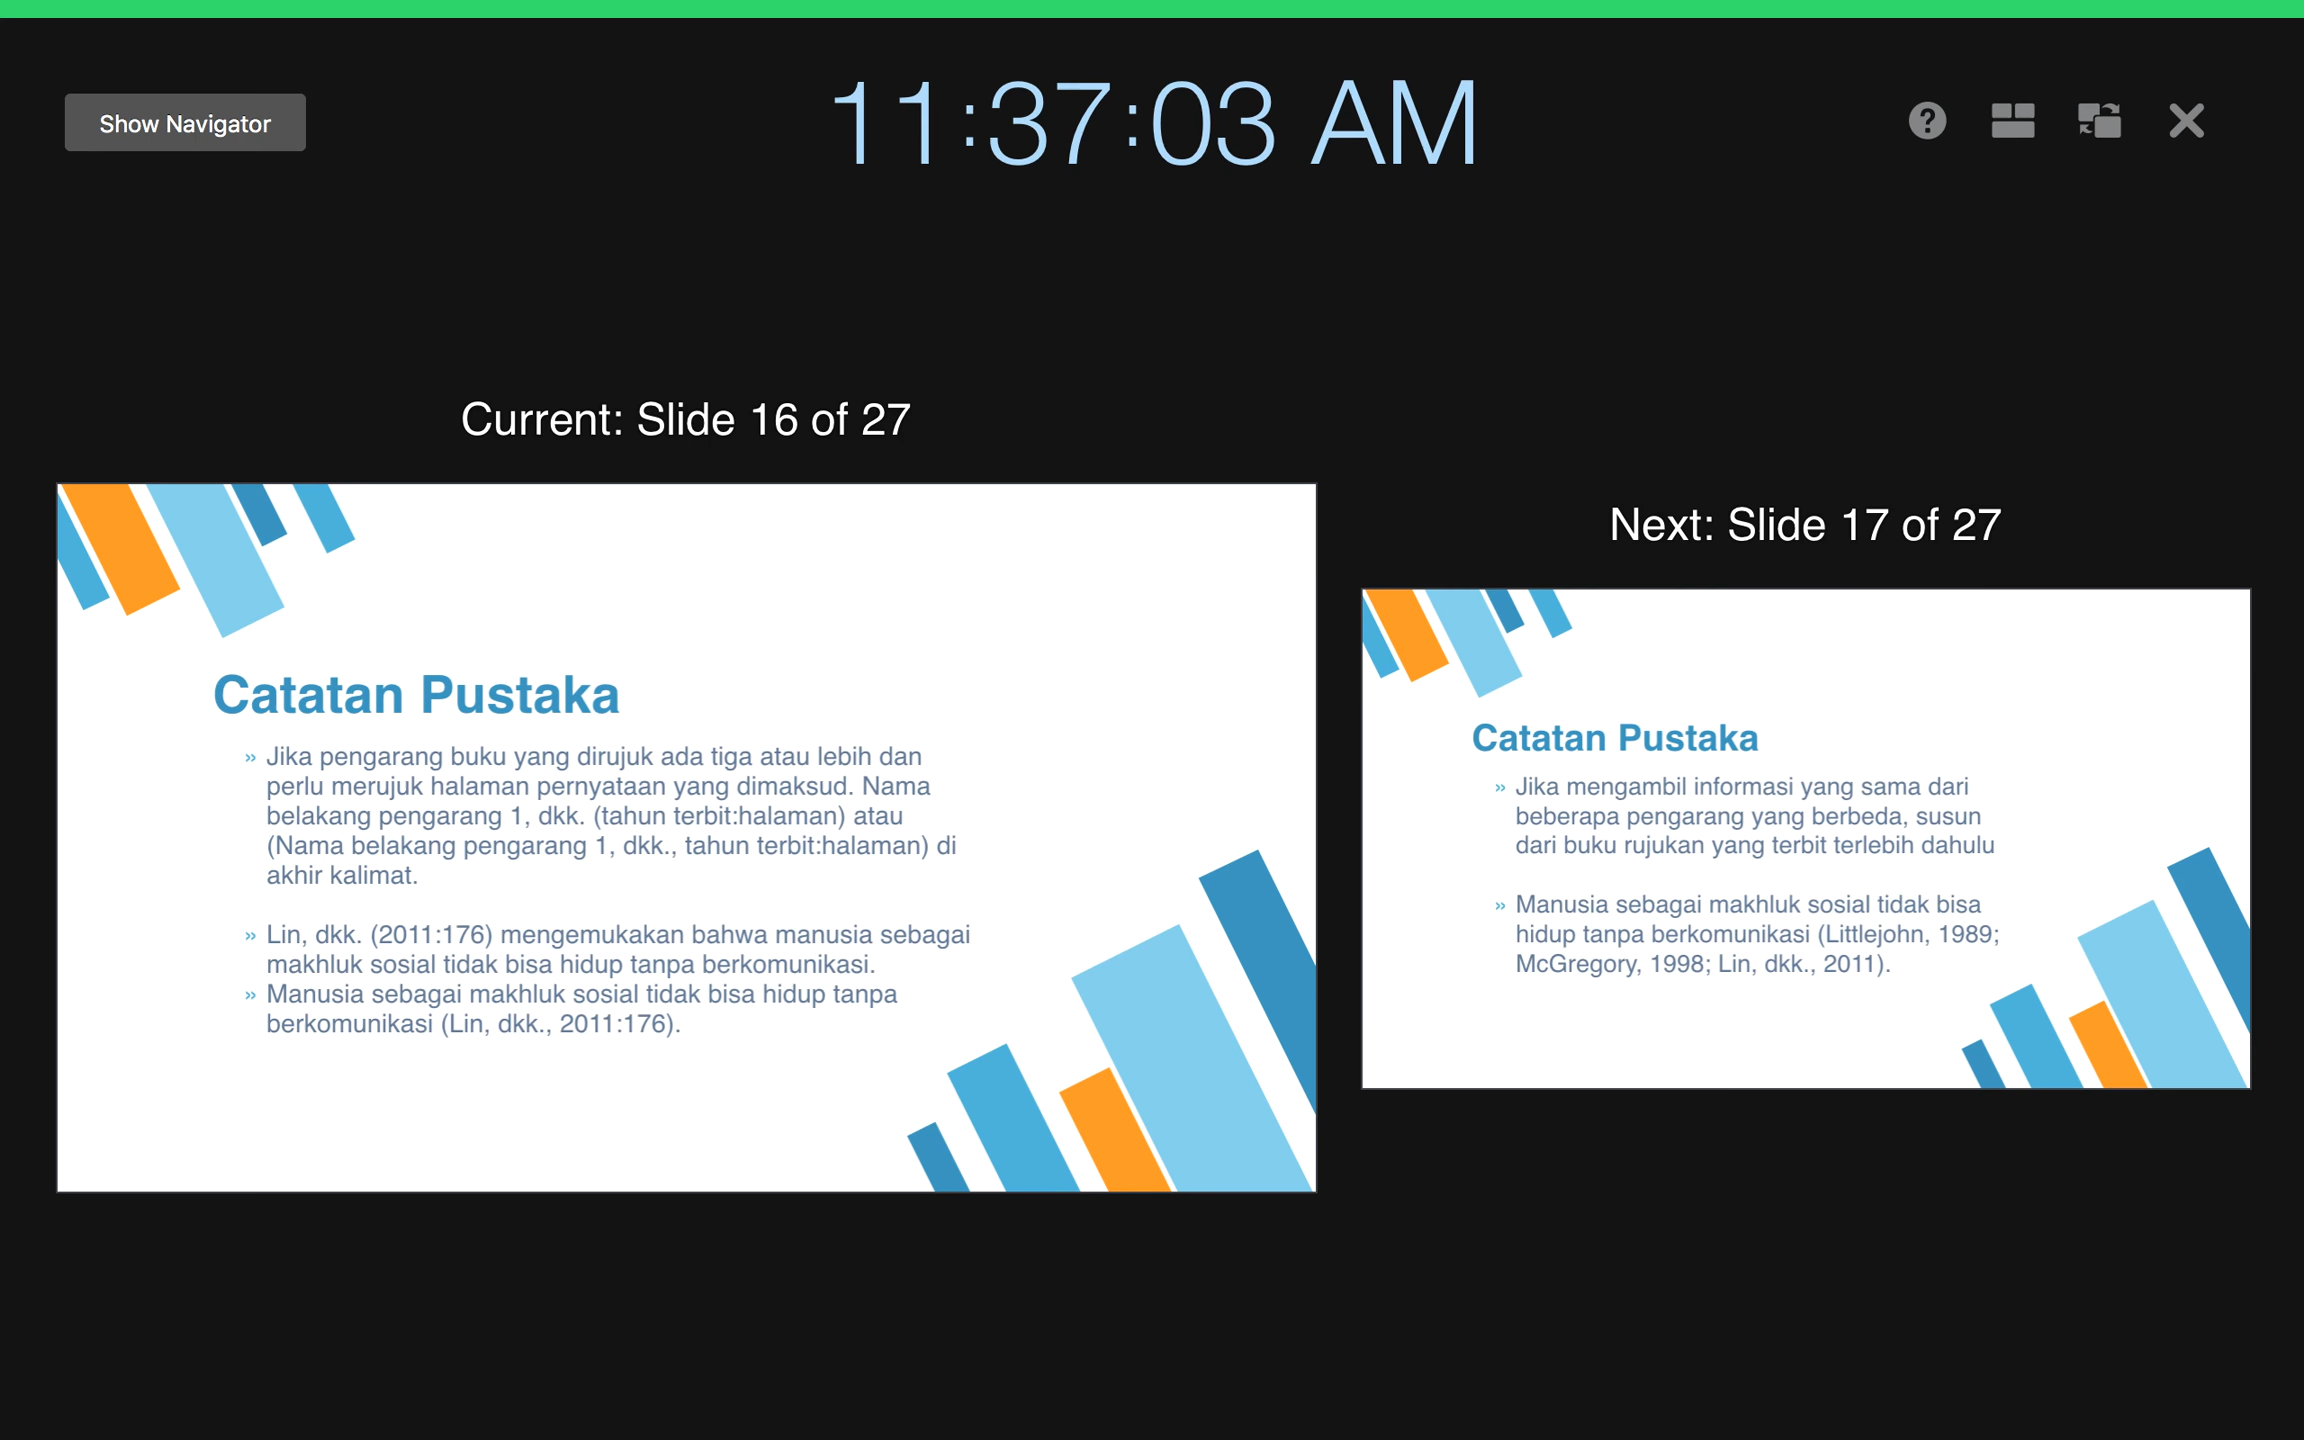 Show Navigator
11:37:03 AM
Current: Slide 16 of 27
Catatan Pustaka
» Jika pengarang buku yang dirujuk ada tiga atau lebih dan
perlu merujuk halaman pernyataan yang dimaksud. Nama
belakang pengarang 1, dkk. (tahun terbit:halaman) atau
(Nama belakang pengarang 1, dkk., tahun terbit:halaman) di
akhir kalimat.
» Lin, dkk. (2011:176) mengemukakan bahwa manusia sebagai
makhluk sosial tidak bisa hidup tanpa berkomunikasi.
» Manusia sebagai makhluk sosial tidak bisa hidup tanpa
berkomunikasi (Lin, dkk., 2011:176).
Next: Slide 17 of 27
Catatan Pustaka
» Jika mengambil informasi yang sama dari
beberapa pengarang yang berbeda, susun
dari buku rujukan yang terbit terlebih dahulu
» Manusia sebagai makhluk sosial tidak bisa
hidup tanpa berkomunikasi (Littlejohn, 1989;
McGregory, 1998; Lin, dkk., 2011).